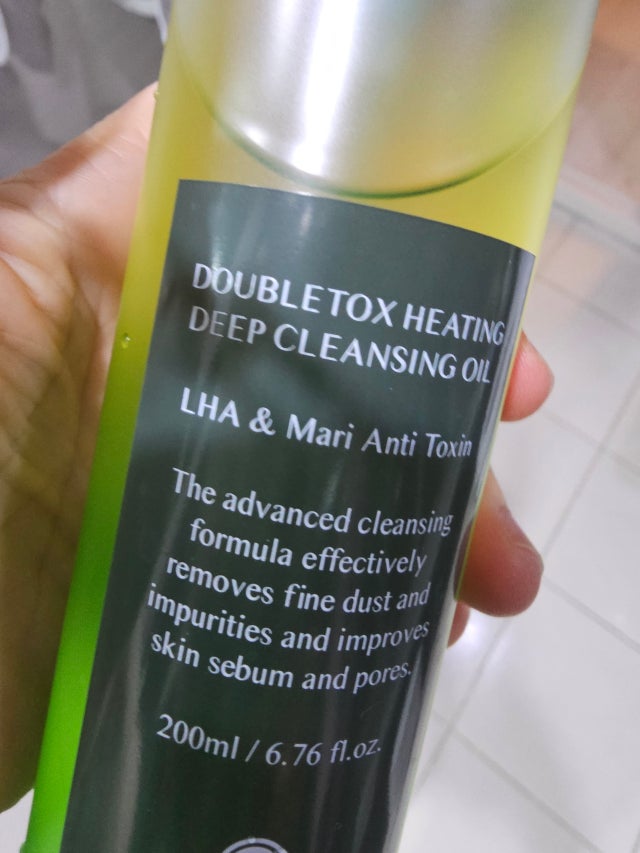 DOUBLETOX HEATING
DEEP CLEANSING OIL
LHA & Mari Anti Toxin
The advanced cleansing
formula effectively
removes fine dust and
impurities and improves
skin sebum and pores.
200ml / 6.76 fl.oz.